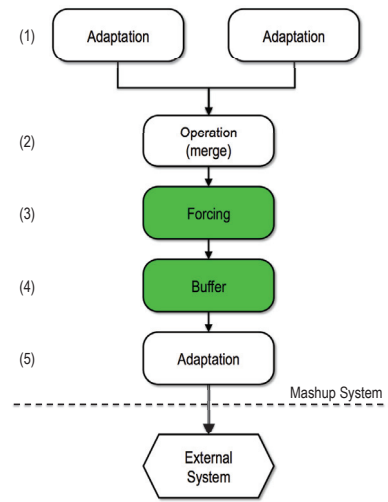 (1)
Adaptation
Adaptation
(2)
Operation
(merge)
(3)
Forcing
(4)
Buffer
(5)
Adaptation
Mashup System
External
System